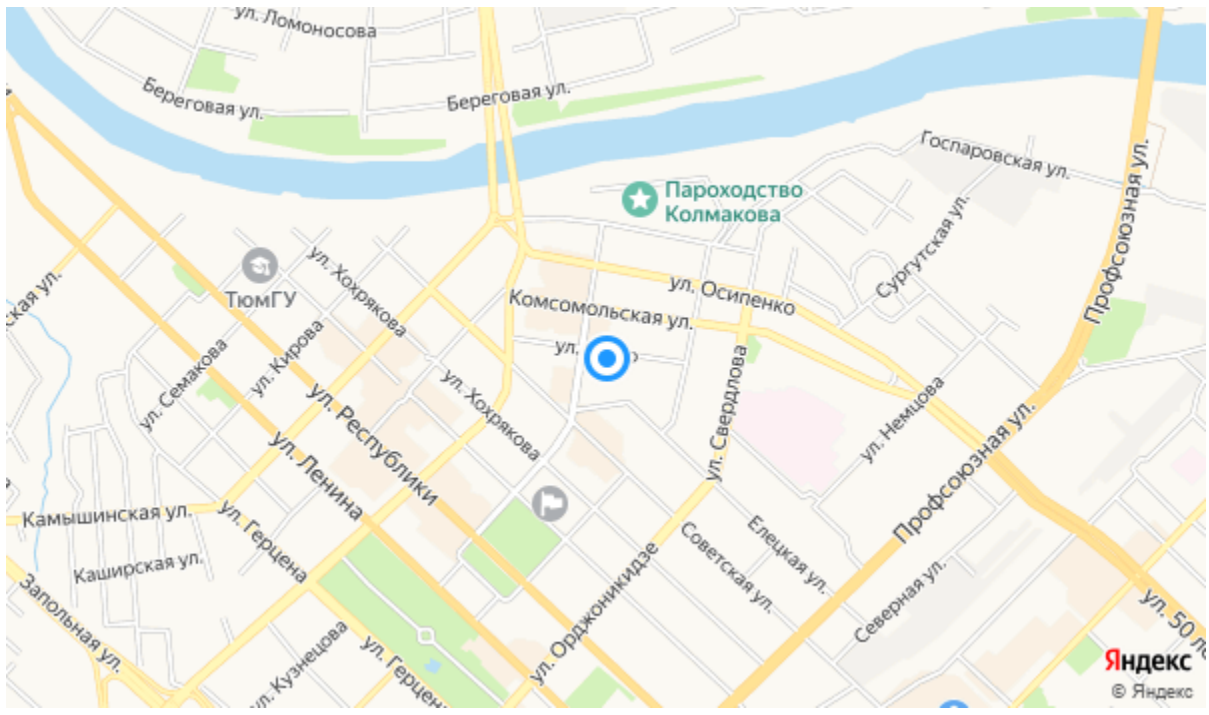 ул. Ломоносова
Береговая ул.
Береговая ул.
Госпаровская ул.
Профсоюзная ул.
Пароходство
Колмакова
Сургутская ул.
ул. Хохрякова
ТюмГУ
ская ул.
ул. Осипенко
Комсомольская ул.
ул.
ул. Семакова
ул. Кирова
ул. Республики
ул. Хохрякова
ул. Свердлова
ул. Немцова
ул. Ленина
Профсоюзная ул.
Камышинская ул.
ул. Герцена
Каширская ул.
Советская ул.
Елецкая ул.
Северная ул.
Запольная ул.
ул. Кузнецова
ул. Герцена
ул. Орджоникидзе
ул. 50 ле
Яндекс
© Яндекс